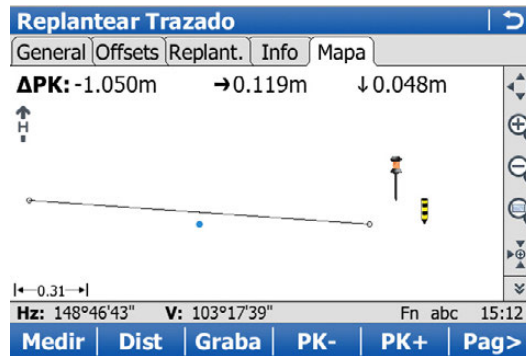 Replantear Trazado
General Offsets Replant. Info Mapa
ΔPK: -1.050m →0.119m ↓0.048m
H
0.31
Hz: 148°46'43" V: 103°17'39" Fn abc 15:12
Medir Dist Graba PK- PK+ Pag>